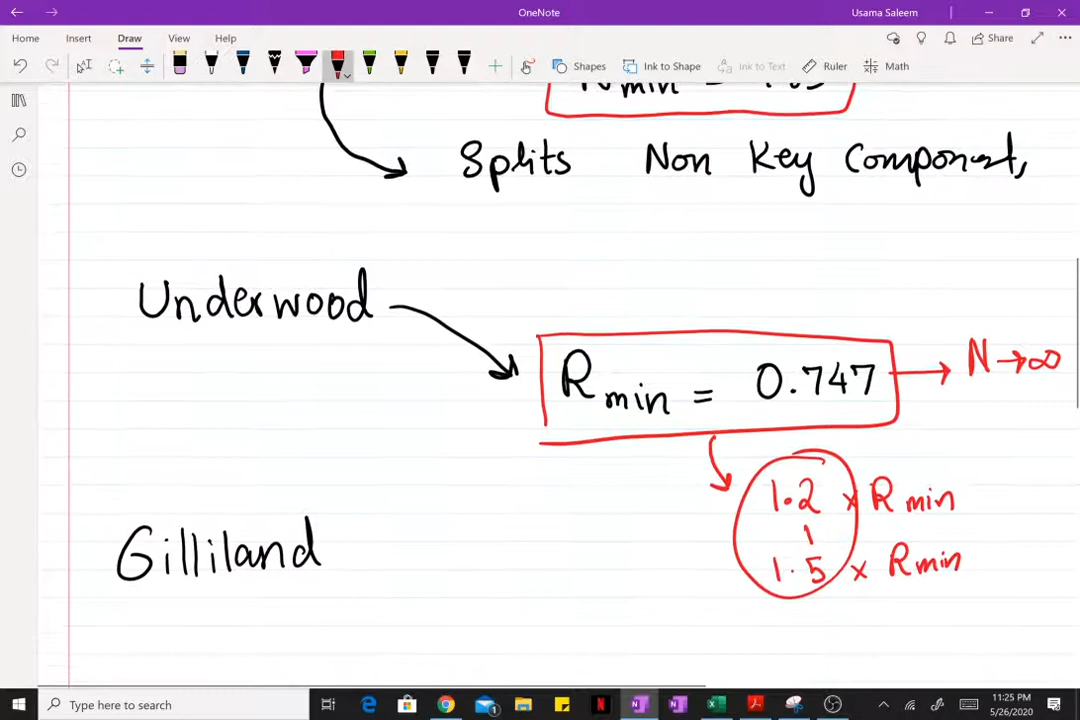 OneNote
Usama Saleem
Home Insert Draw View Help
Share
Shapes Ink to Shape Ink to Text Ruler Math
Splits Non Key Component,
Underwood
Rmin = 0.747
N→∞
1.2 x Rmin
1.5 x Rmin
Gilliland
Type here to search
1
11:25 PM
5/26/2020